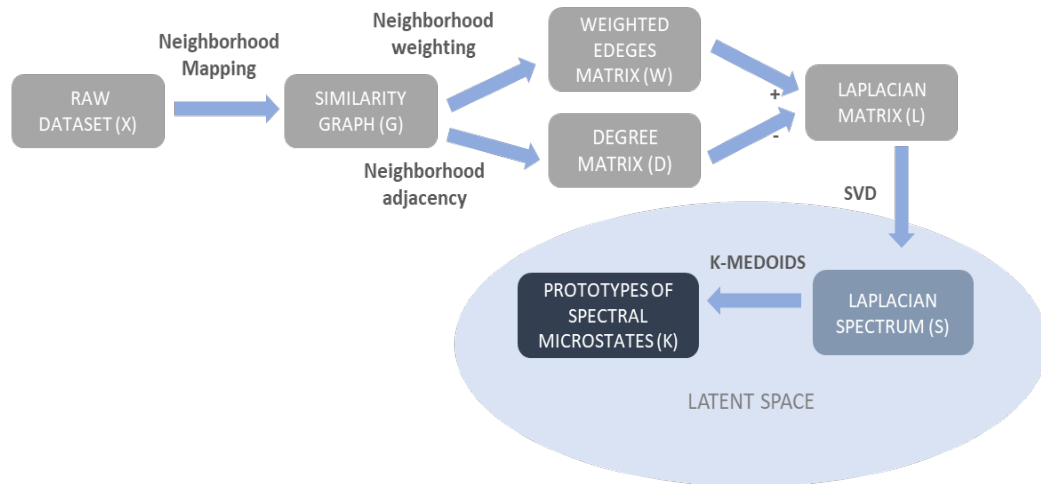 Neighborhood
Mapping
Neighborhood
weighting
RAW
DATASET (X)
SIMILARITY
GRAPH (G)
WEIGHTED
EDEGES
MATRIX (W)
Neighborhood
adjacency
DEGREE
MATRIX (D)
+
-
LAPLACIAN
MATRIX (L)
SVD
LAPLACIAN
SPECTRUM (S)
K-MEDOIDS
PROTOTYPES OF
SPECTRAL
MICROSTATES (K)
LATENT SPACE